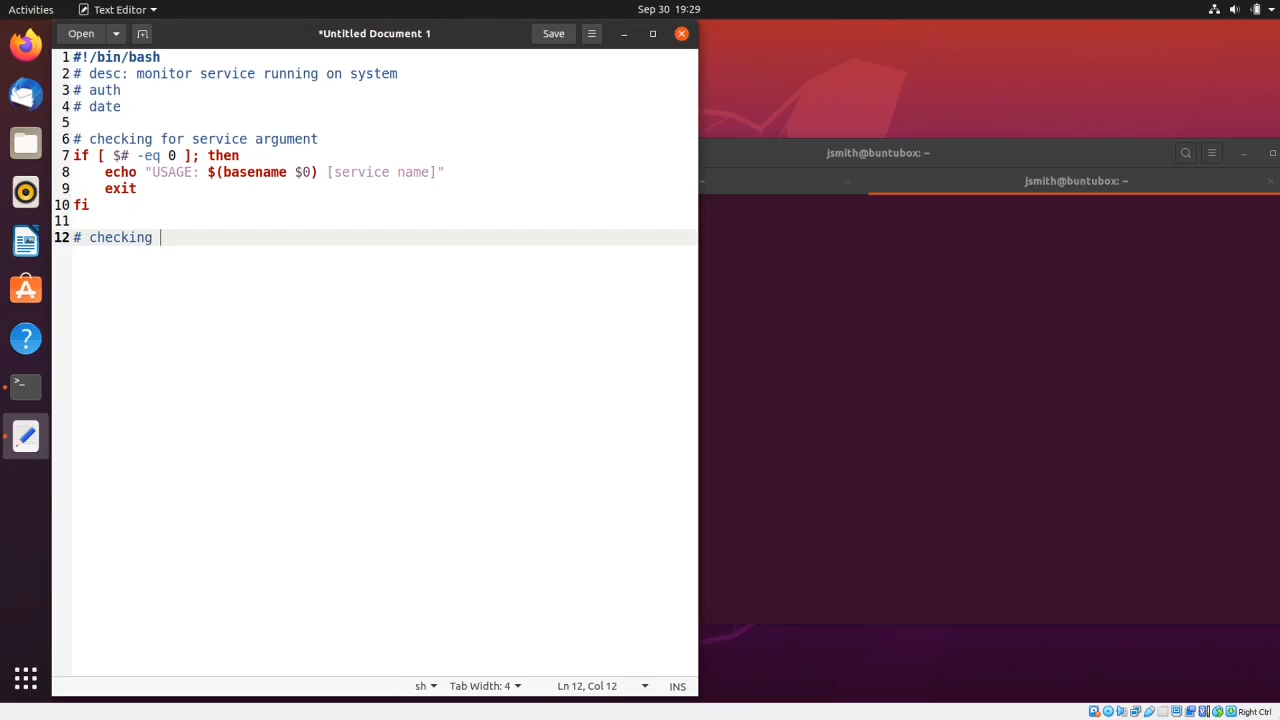 Activities
Text Editor
Sep 30 19:29
Open
*Untitled Document 1
Save
1 #!/bin/bash
2 # desc: monitor service running on system
3 # auth
4 # date
5
6 # checking for service argument
7 if [ $# -eq 0 ]; then
8     echo "USAGE: $(basename $0) [service name]"
9     exit
10 fi
11
12 # checking
jsmith@buntubox: ~
~
jsmith@buntubox: ~
sh
Tab Width: 4
Ln 12, Col 12
INS
Right Ctrl